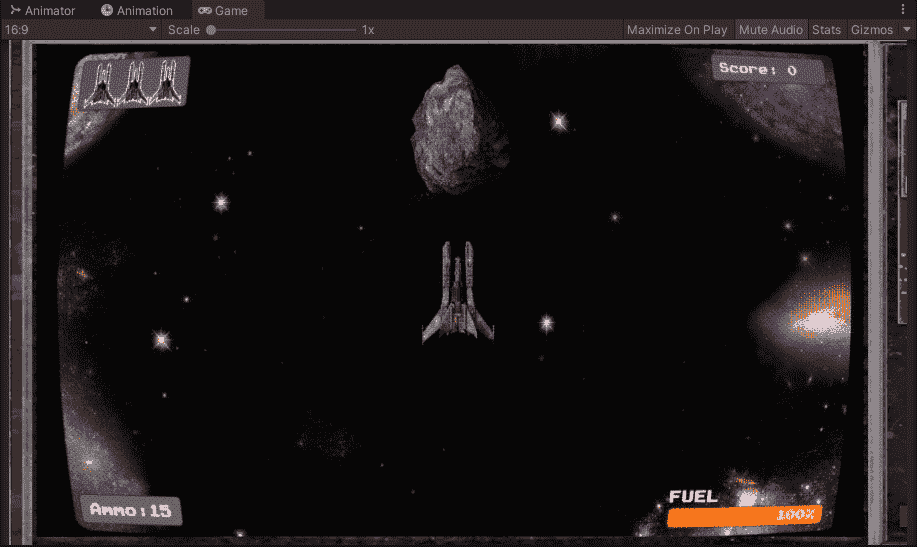 Animator Animation Game
16:9 Scale 1x Maximize On Play Mute Audio Stats Gizmos
Score: 0
Ammo:15
FUEL
100%